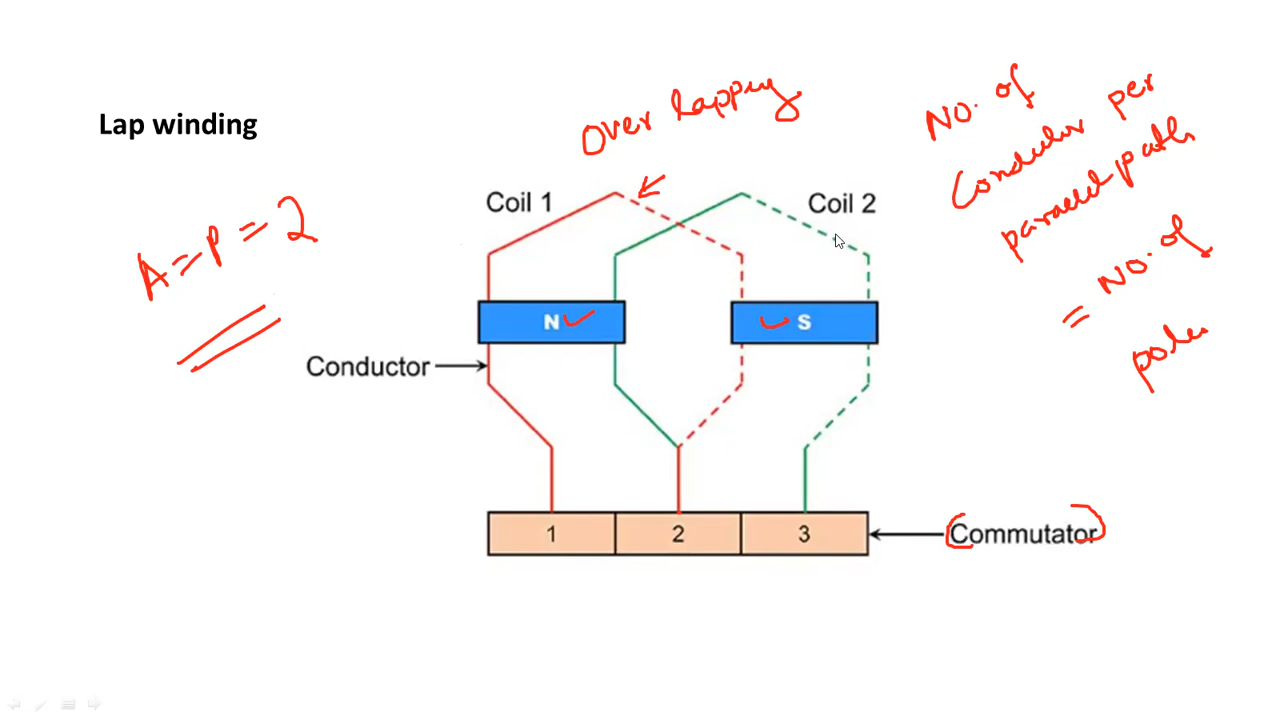 Lap winding
Over lapping
No. of
Conductor per
parallel paths
= No. of
poles
A = P = 2
Coil 1
Coil 2
N
S
Conductor
1
2
3
Commutator